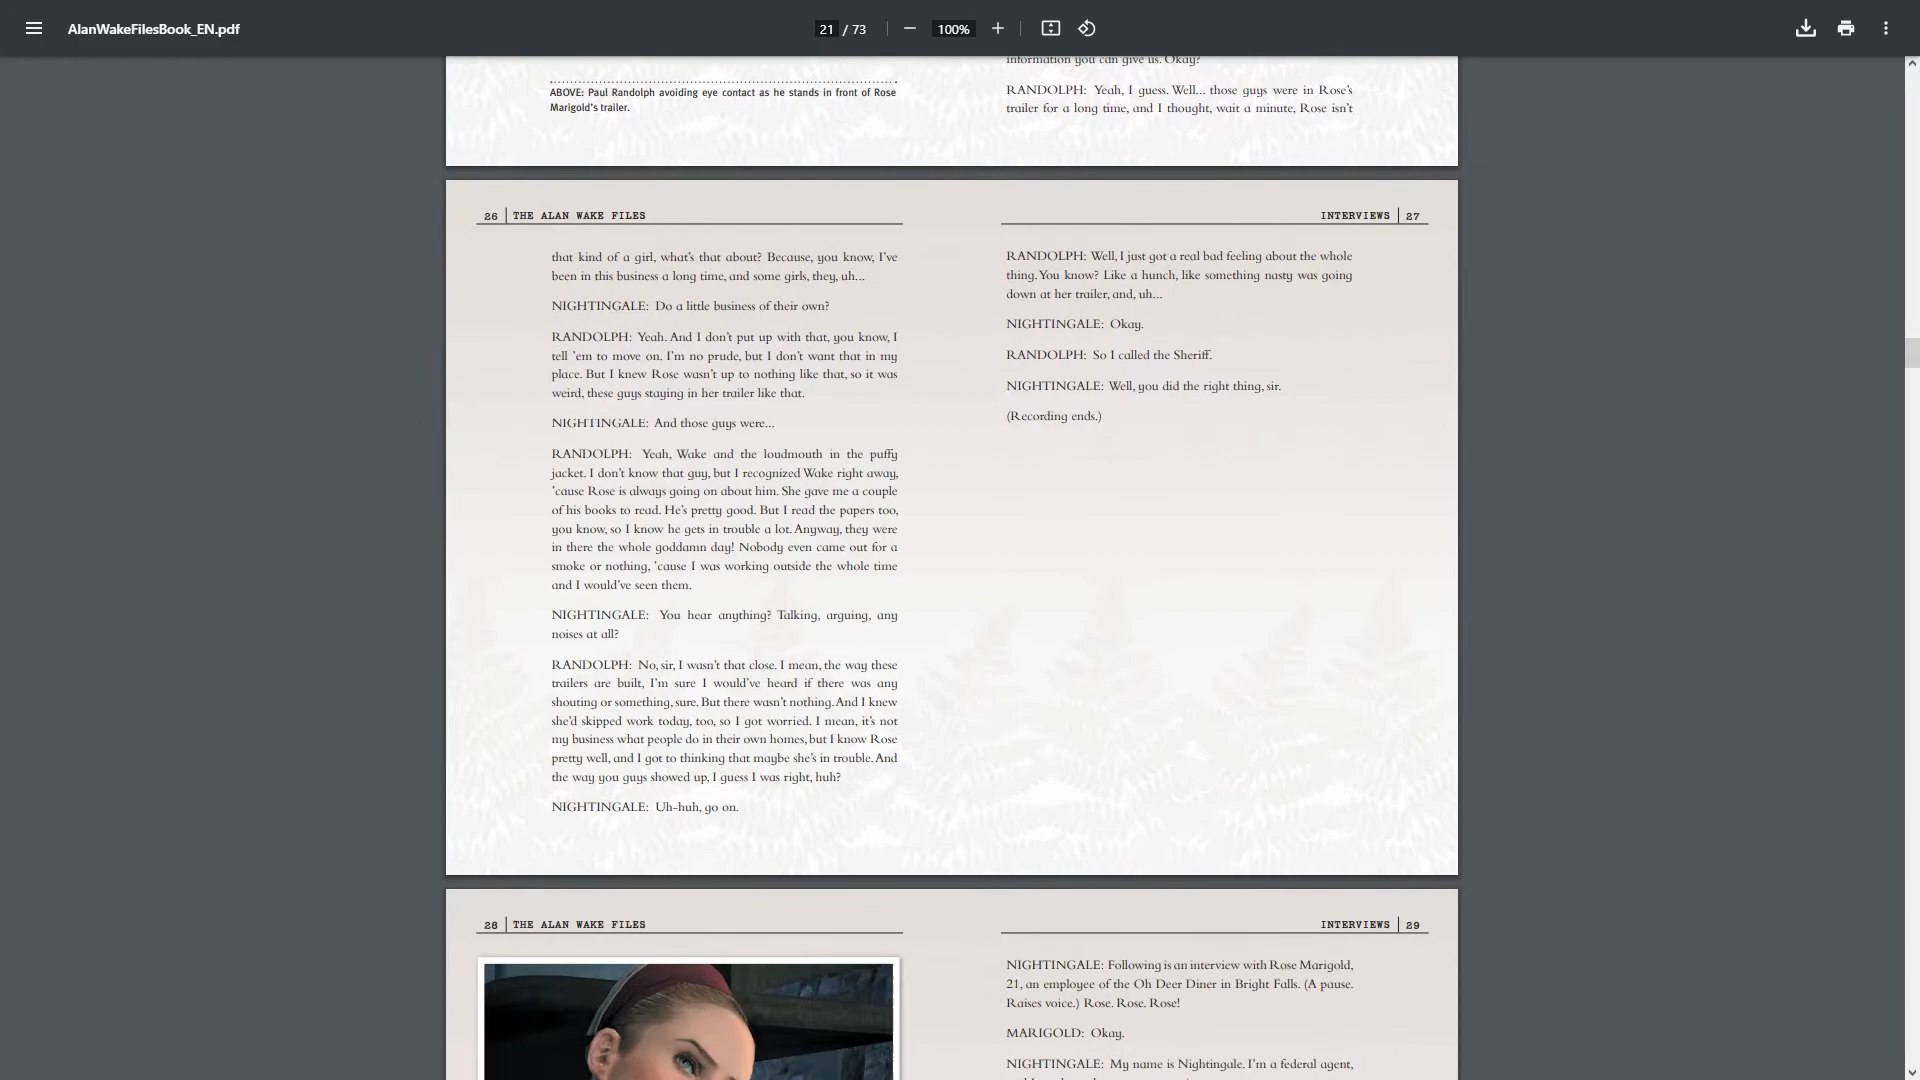 AlanWakeFilesBook_EN.pdf
21 / 73
100%
ABOVE: Paul Randolph avoiding eye contact as he stands in front of Rose
Marigold's trailer.
information you can give us. Okay?
RANDOLPH: Yeah, I guess. Well... those guys were in Rose's
trailer for a long time, and I thought, wait a minute, Rose isn't
26 THE ALAN WAKE FILES
that kind of a girl, what's that about? Because, you know, I've
been in this business a long time, and some girls, they, uh...
NIGHTINGALE: Do a little business of their own?
RANDOLPH: Yeah. And I don't put up with that, you know, I
tell 'em to move on. I'm no prude, but I don't want that in my
place. But I knew Rose wasn't up to nothing like that, so it was
weird, these guys staying in her trailer like that.
NIGHTINGALE: And those guys were...
RANDOLPH: Yeah, Wake and the loudmouth in the puffy
jacket. I don't know that guy, but I recognized Wake right away,
'cause Rose is always going on about him. She gave me a couple
of his books to read. He's pretty good. But I read the papers too,
you know, so I know he gets in trouble a lot. Anyway, they were
in there the whole goddamn day! Nobody even came out for a
smoke or nothing, 'cause I was working outside the whole time
and I would've seen them.
NIGHTINGALE: You hear anything? Talking, arguing, any
noises at all?
RANDOLPH: No, sir, I wasn't that close. I mean, the way these
trailers are built, I'm sure I would've heard if there was any
shouting or something, sure. But there wasn't nothing. And I knew
she'd skipped work today, too, so I got worried. I mean, it's not
my business what people do in their own homes, but I know Rose
pretty well, and I got to thinking that maybe she's in trouble. And
the way you guys showed up, I guess I was right, huh?
NIGHTINGALE: Uh-huh, go on.
INTERVIEWS 27
RANDOLPH: Well, I just got a real bad feeling about the whole
thing. You know? Like a hunch, like something nasty was going
down at her trailer, and, uh...
NIGHTINGALE: Okay.
RANDOLPH: So I called the Sheriff.
NIGHTINGALE: Well, you did the right thing, sir.
(Recording ends.)
28 THE ALAN WAKE FILES
INTERVIEWS 29
NIGHTINGALE: Following is an interview with Rose Marigold,
21, an employee of the Oh Deer Diner in Bright Falls. (A pause.
Raises voice.) Rose. Rose. Rose!
MARIGOLD: Okay.
NIGHTINGALE: My name is Nightingale. I'm a federal agent,